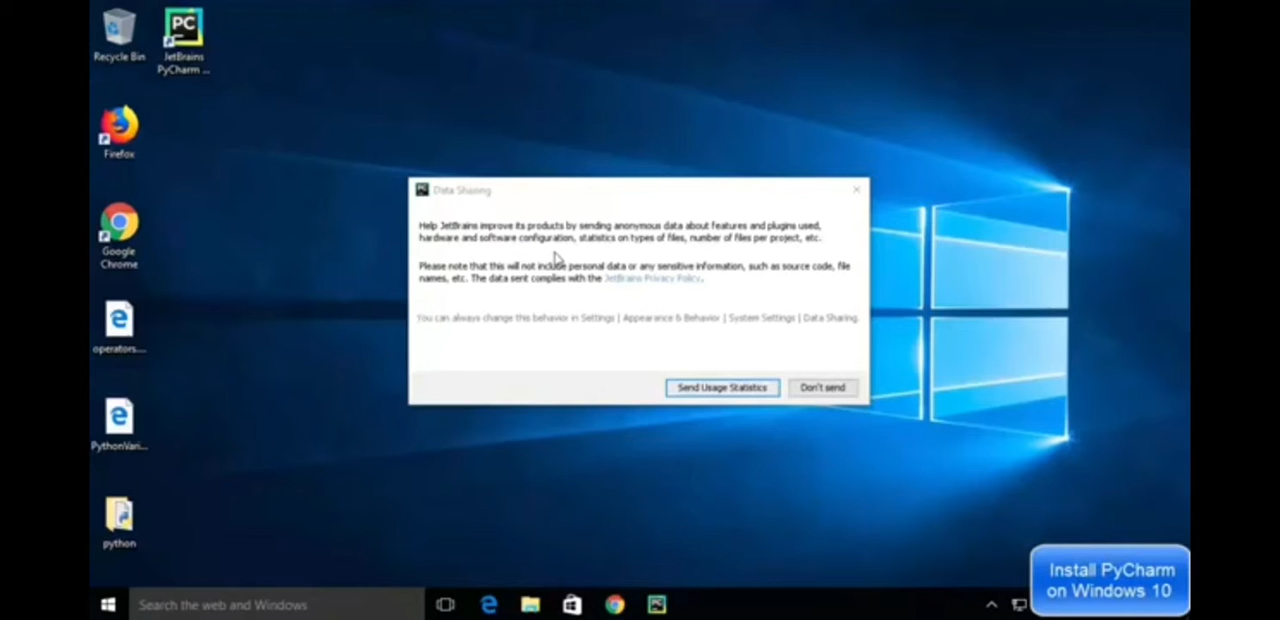 Recycle Bin
JetBrains
PyCharm ...
Firefox
Google
Chrome
operators....
PythonVari...
python
PC Data Sharing
Help JetBrains improve its products by sending anonymous data about features and plugins used,
hardware and software configuration, statistics on types of files, number of files per project, etc.
Please note that this will not include personal data or any sensitive information, such as source code, file
names, etc. The data sent complies with the JetBrains Privacy Policy.
You can always change this behavior in Settings | Appearance & Behavior | System Settings | Data Sharing.
Send Usage Statistics
Don't send
Install PyCharm
on Windows 10
Search the web and Windows
PC
PC